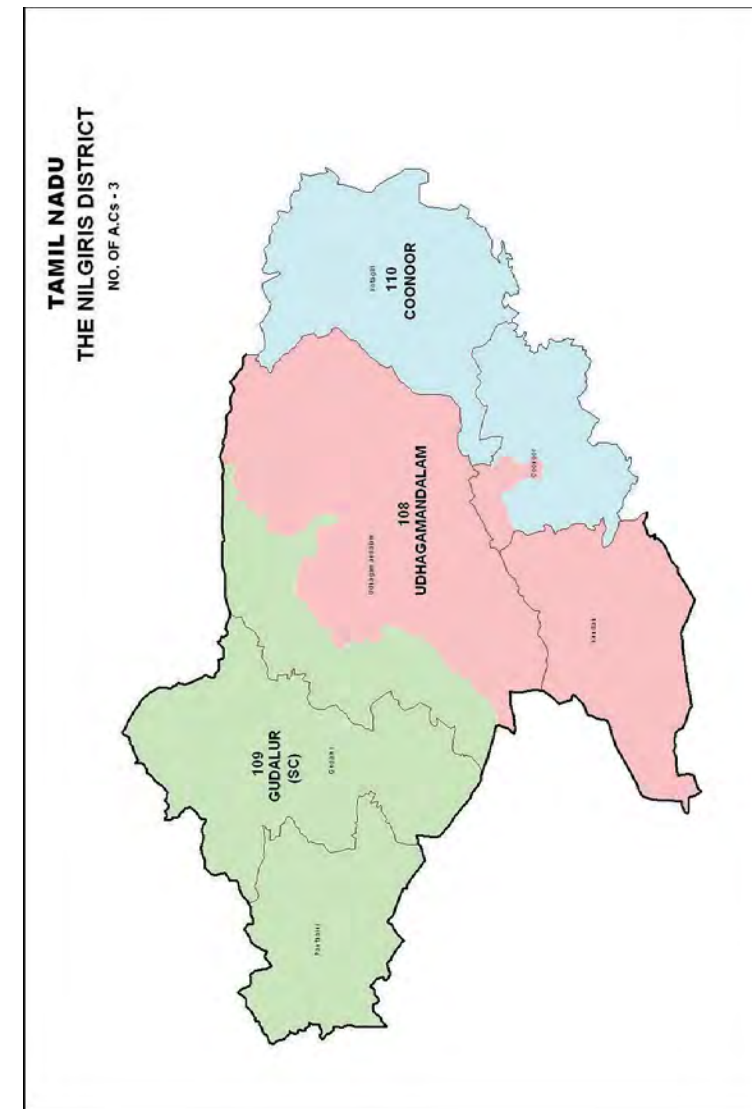 TAMIL NADU
THE NILGIRIS DISTRICT
NO. OF A.Cs - 3
110
COONOOR
108
UDHAGAMANDALAM
109
GUDALUR
(SC)